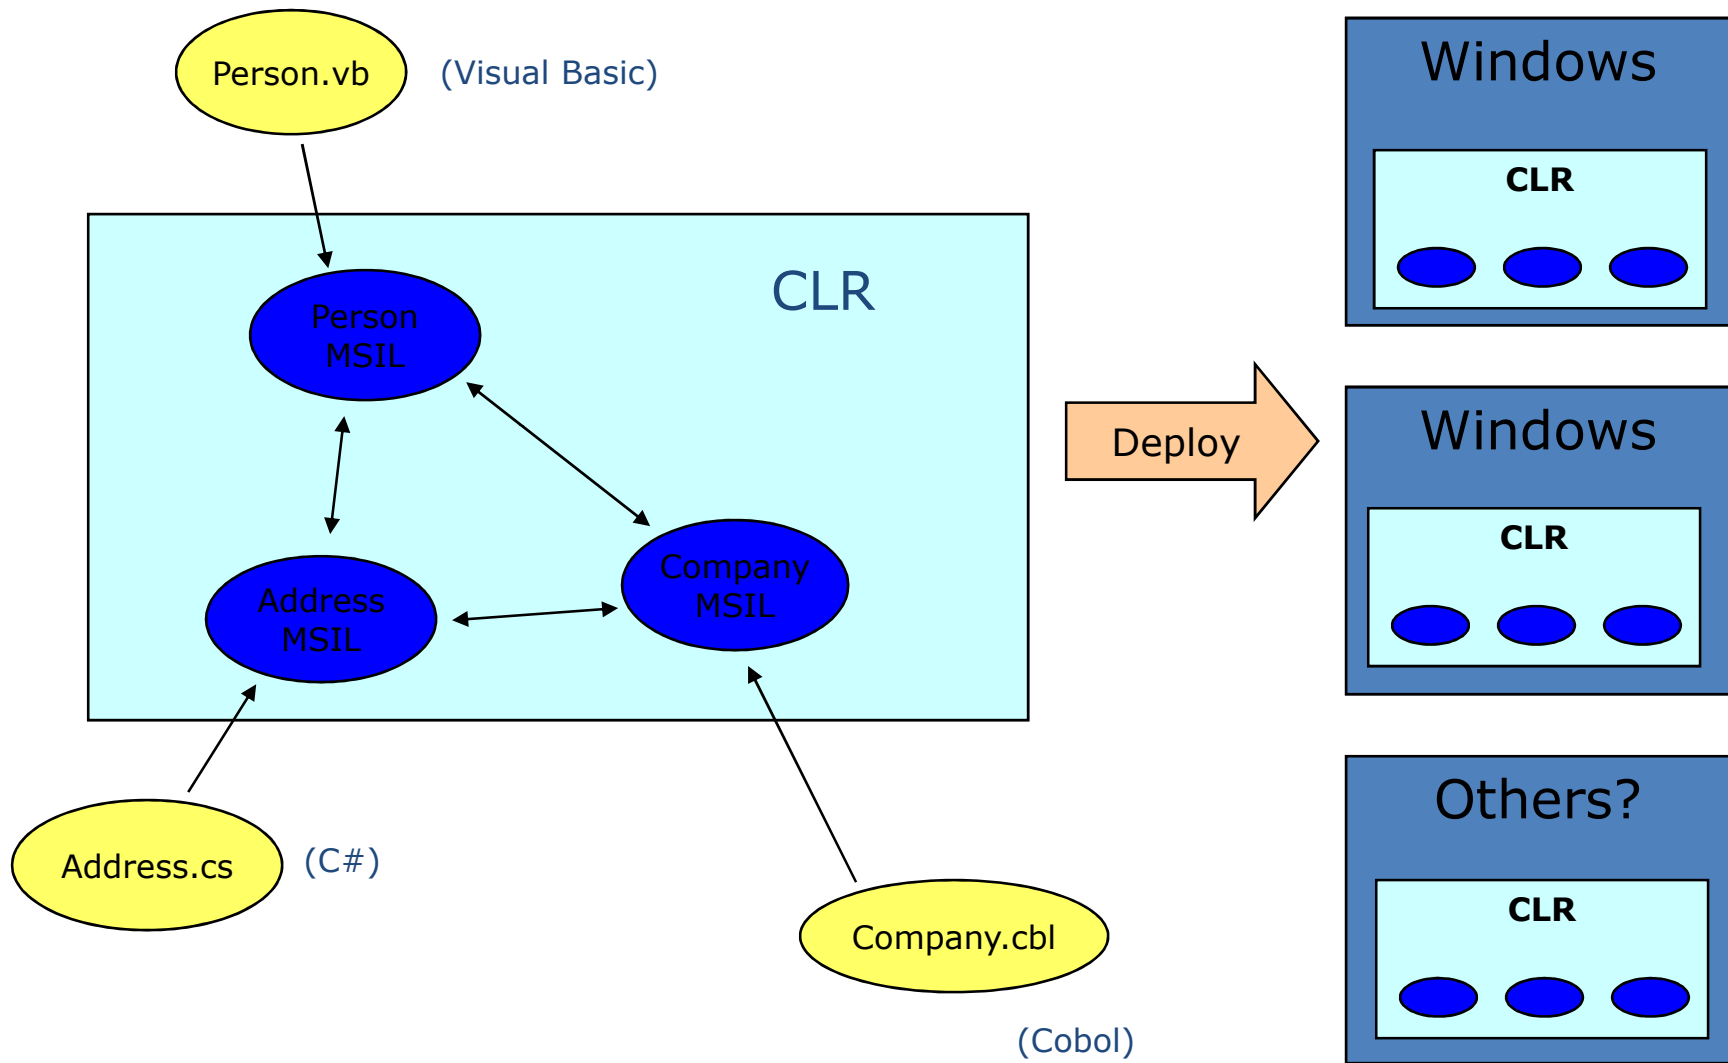 Person.vb
(Visual Basic)
CLR
Person
MSIL
Address
MSIL
Company
MSIL
Address.cs
(C#)
Company.cbl
(Cobol)
Deploy
Windows
CLR
Windows
CLR
Others?
CLR